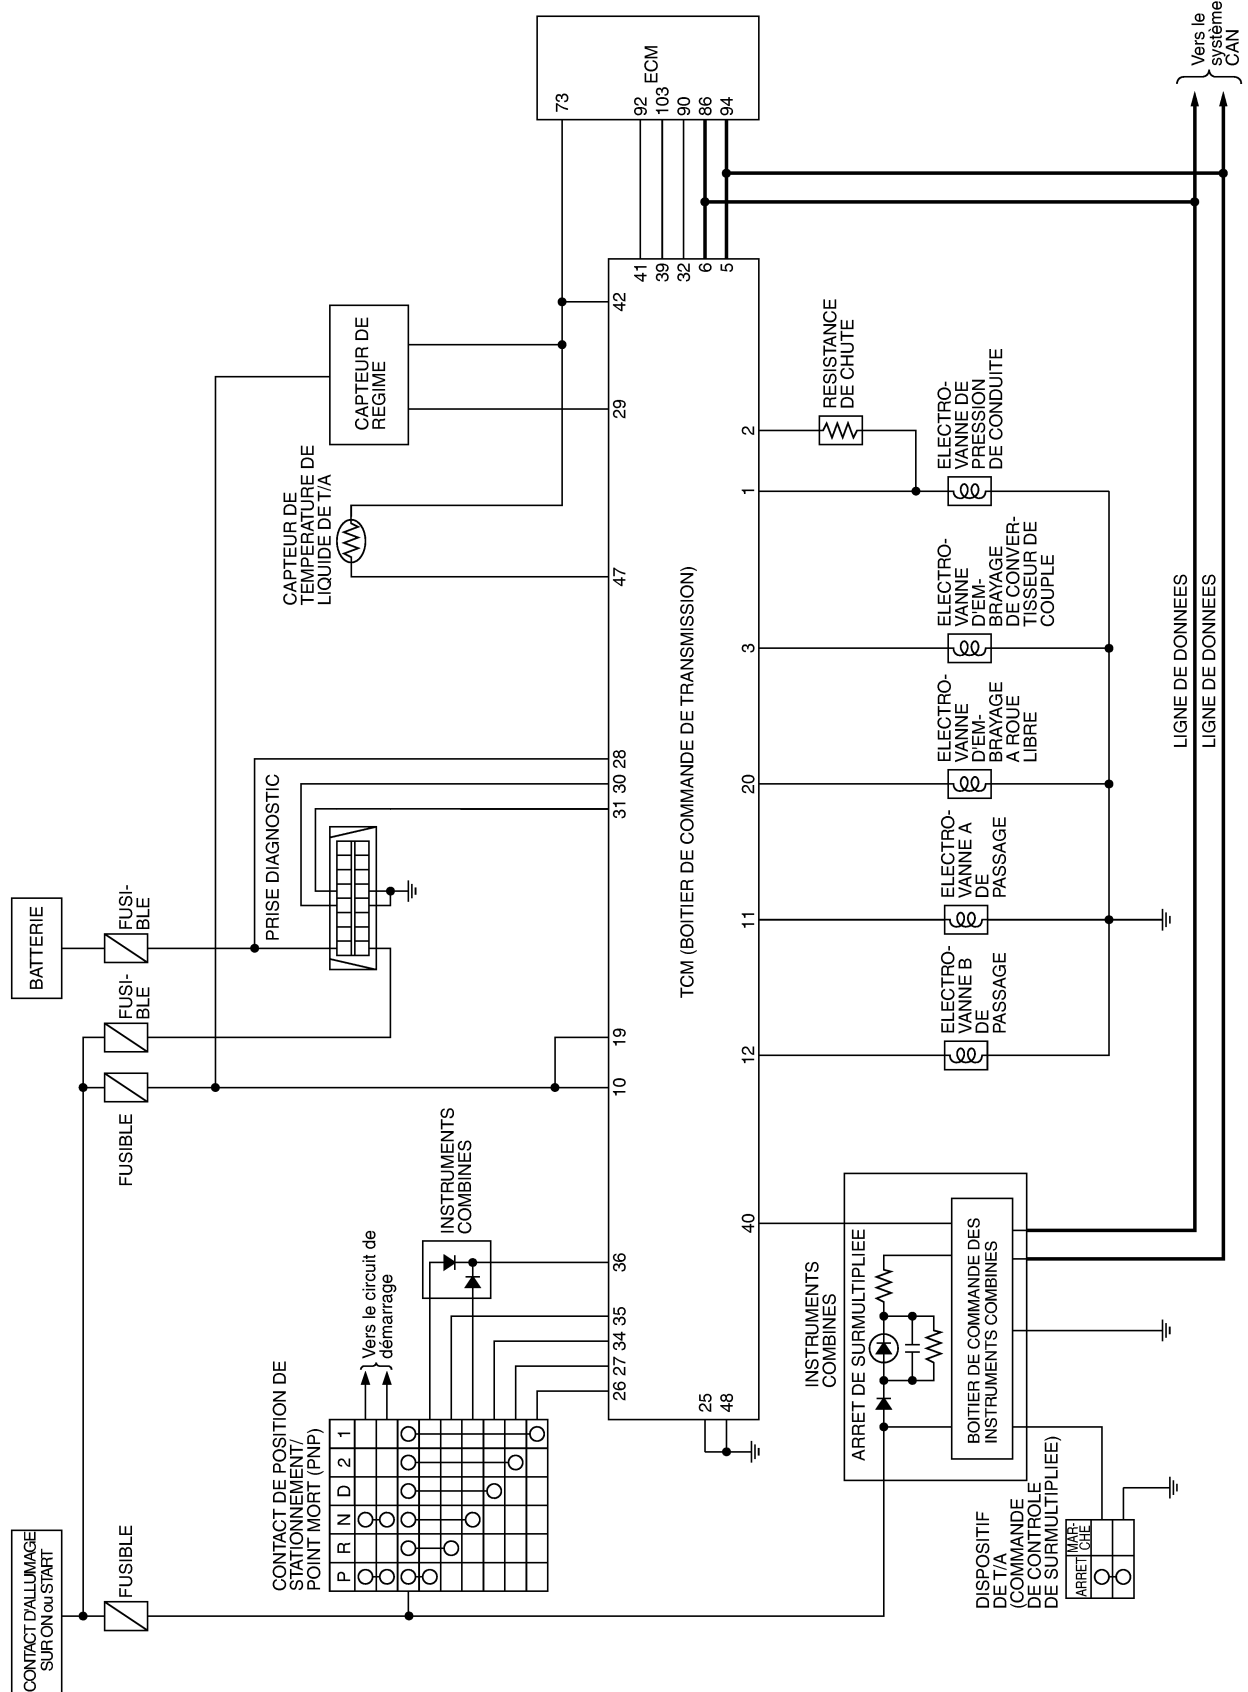 CONTACT D'ALLUMAGE
SUR ON ou START
BATTERIE
FUSIBLE
FUSIBLE
FUSI-
BLE
FUSI-
BLE
CONTACT DE POSITION DE
STATIONNEMENT/
POINT MORT (PNP)
P
R
N
D
2
1
Vers le circuit de
démarrage
INSTRUMENTS
COMBINES
PRISE DIAGNOSTIC
CAPTEUR DE
TEMPERATURE DE
LIQUIDE DE T/A
CAPTEUR DE
REGIME
ECM
73
92
103
90
86
94
26
27
34
35
36
10
19
31
30
28
47
29
42
41
39
32
6
5
TCM (BOITIER DE COMMANDE DE TRANSMISSION)
25
48
40
12
11
20
3
1
2
DISPOSITIF
DE T/A
(COMMANDE
DE CONTROLE
DE SURMULTIPLIEE)
ARRET
MAR-
CHE
INSTRUMENTS
COMBINES
ARRET DE SURMULTIPLIEE
BOITIER DE COMMANDE DES
INSTRUMENTS COMBINES
ELECTRO-
VANNE B
DE
PASSAGE
ELECTRO-
VANNE A
DE
PASSAGE
ELECTRO-
VANNE
D'EM-
BRAYAGE
A ROUE
LIBRE
ELECTRO-
VANNE
D'EM-
BRAYAGE
DE CONVER-
TISSEUR DE
COUPLE
ELECTRO-
VANNE DE
PRESSION
DE CONDUITE
RESISTANCE
DE CHUTE
LIGNE DE DONNEES
LIGNE DE DONNEES
Vers le
système
CAN